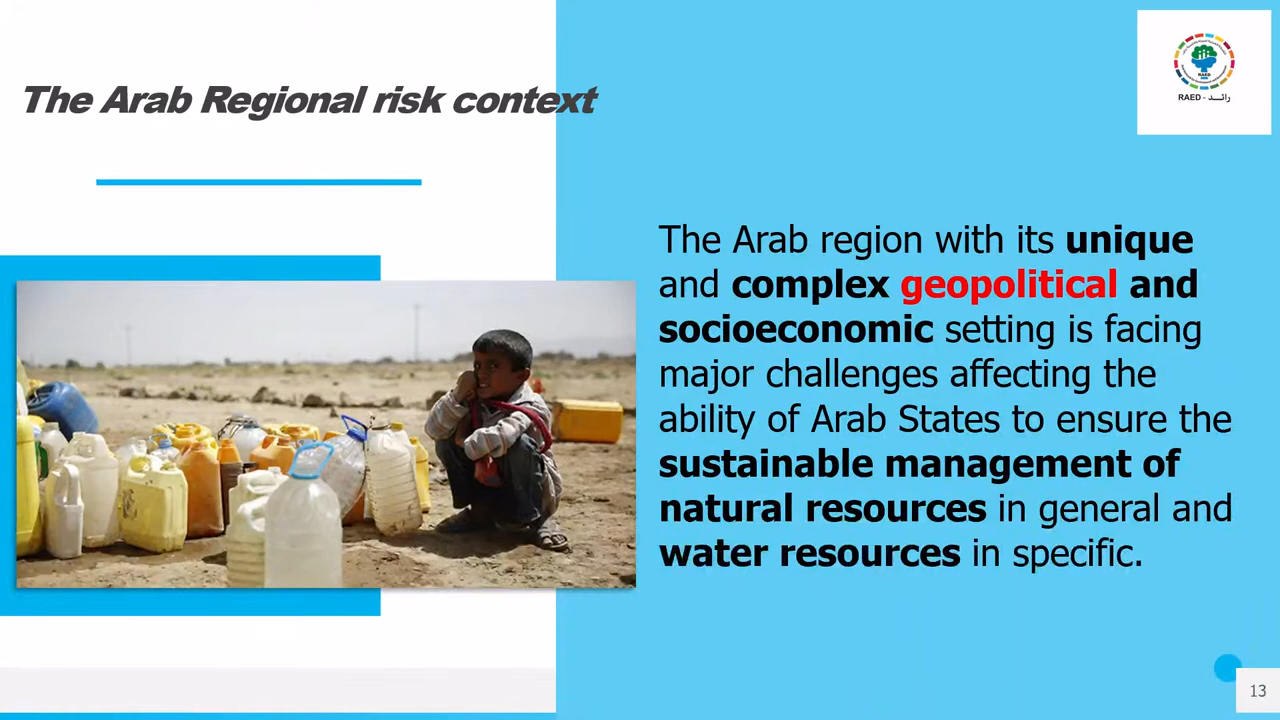 The Arab Regional risk context
RAED
RAED - رائد
The Arab region with its unique
and complex geopolitical and
socioeconomic setting is facing
major challenges affecting the
ability of Arab States to ensure the
sustainable management of
natural resources in general and
water resources in specific.
13